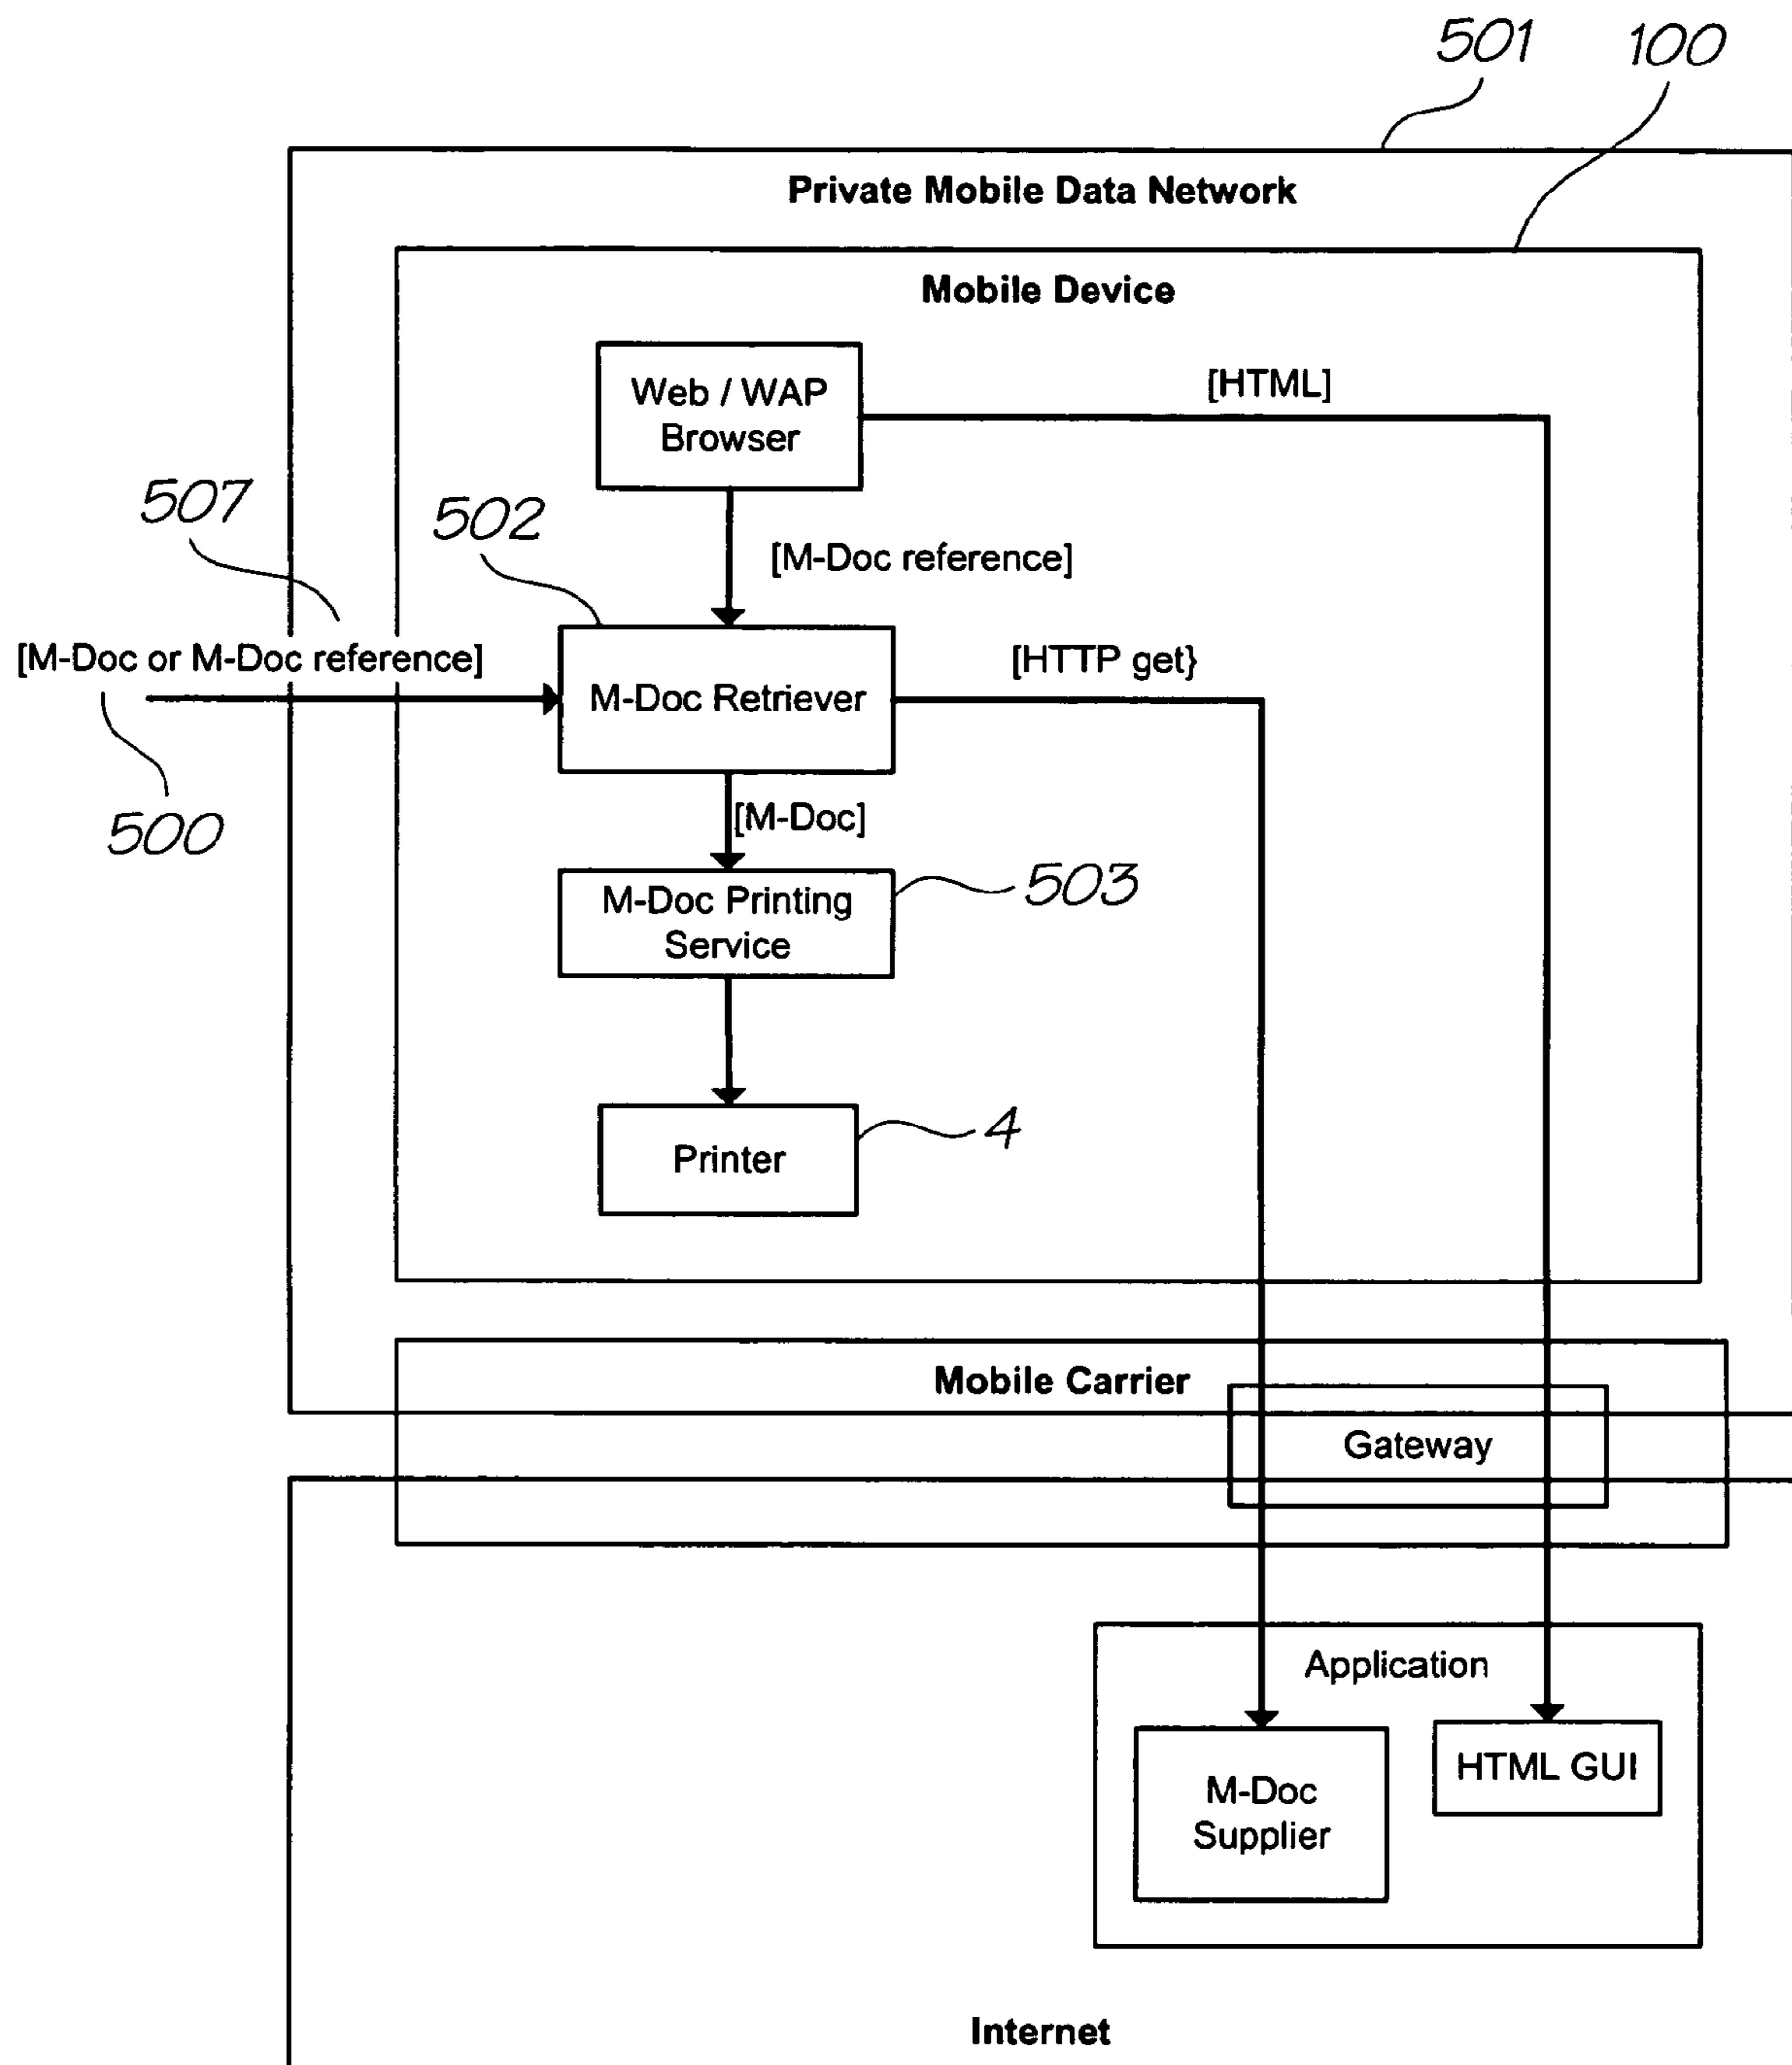 501
100
Private Mobile Data Network
Mobile Device
Web / WAP
Browser
[HTML]
507
502
[M-Doc reference]
[M-Doc or M-Doc reference]
M-Doc Retriever
[HTTP get}
500
[M-Doc]
M-Doc Printing
Service
503
Printer
4
Mobile Carrier
Gateway
Application
M-Doc
Supplier
HTML GUI
Internet